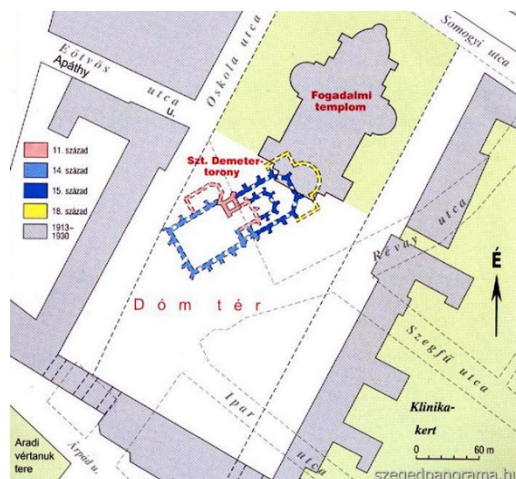 Somogyi utca
Eötvös utca
Apáthy
u.
Oskola utca
Fogadalmi
templom
11. század
14. század
15. század
18. század
1913–
1930
Szt. Demeter-
torony
Révay utca
É
Dóm tér
Szegfű utca
Ipar utca
Klinika-
kert
Aradi
vértanuk
tere
Árpád u.
0 60 m
szegedpanorama.hu